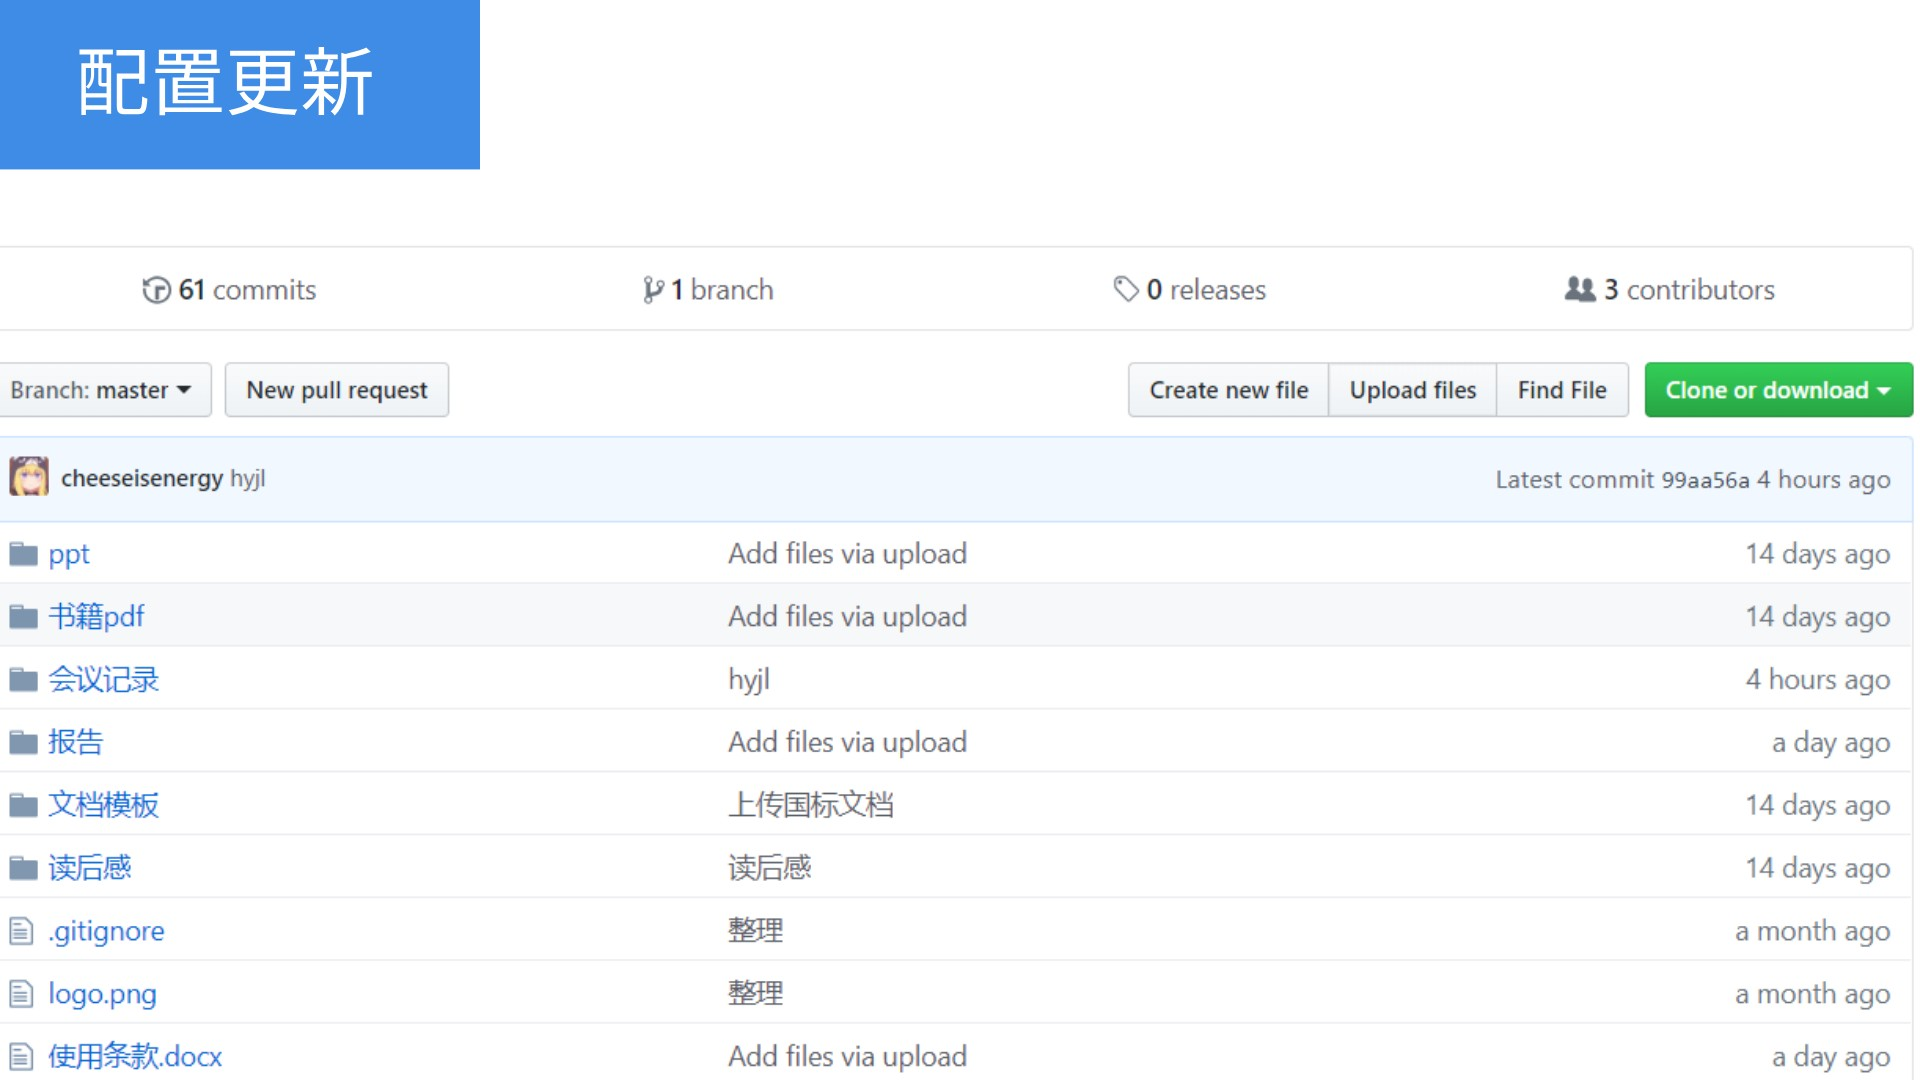 配置更新
61 commits 1 branch 0 releases 3 contributors
Branch: master New pull request Create new file Upload files Find File Clone or download
cheeseisenergy hyjl Latest commit 99aa56a 4 hours ago
ppt Add files via upload 14 days ago
书籍pdf Add files via upload 14 days ago
会议记录 hyjl 4 hours ago
报告 Add files via upload a day ago
文档模板 上传国标文档 14 days ago
读后感 读后感 14 days ago
.gitignore 整理 a month ago
logo.png 整理 a month ago
使用条款.docx Add files via upload a day ago